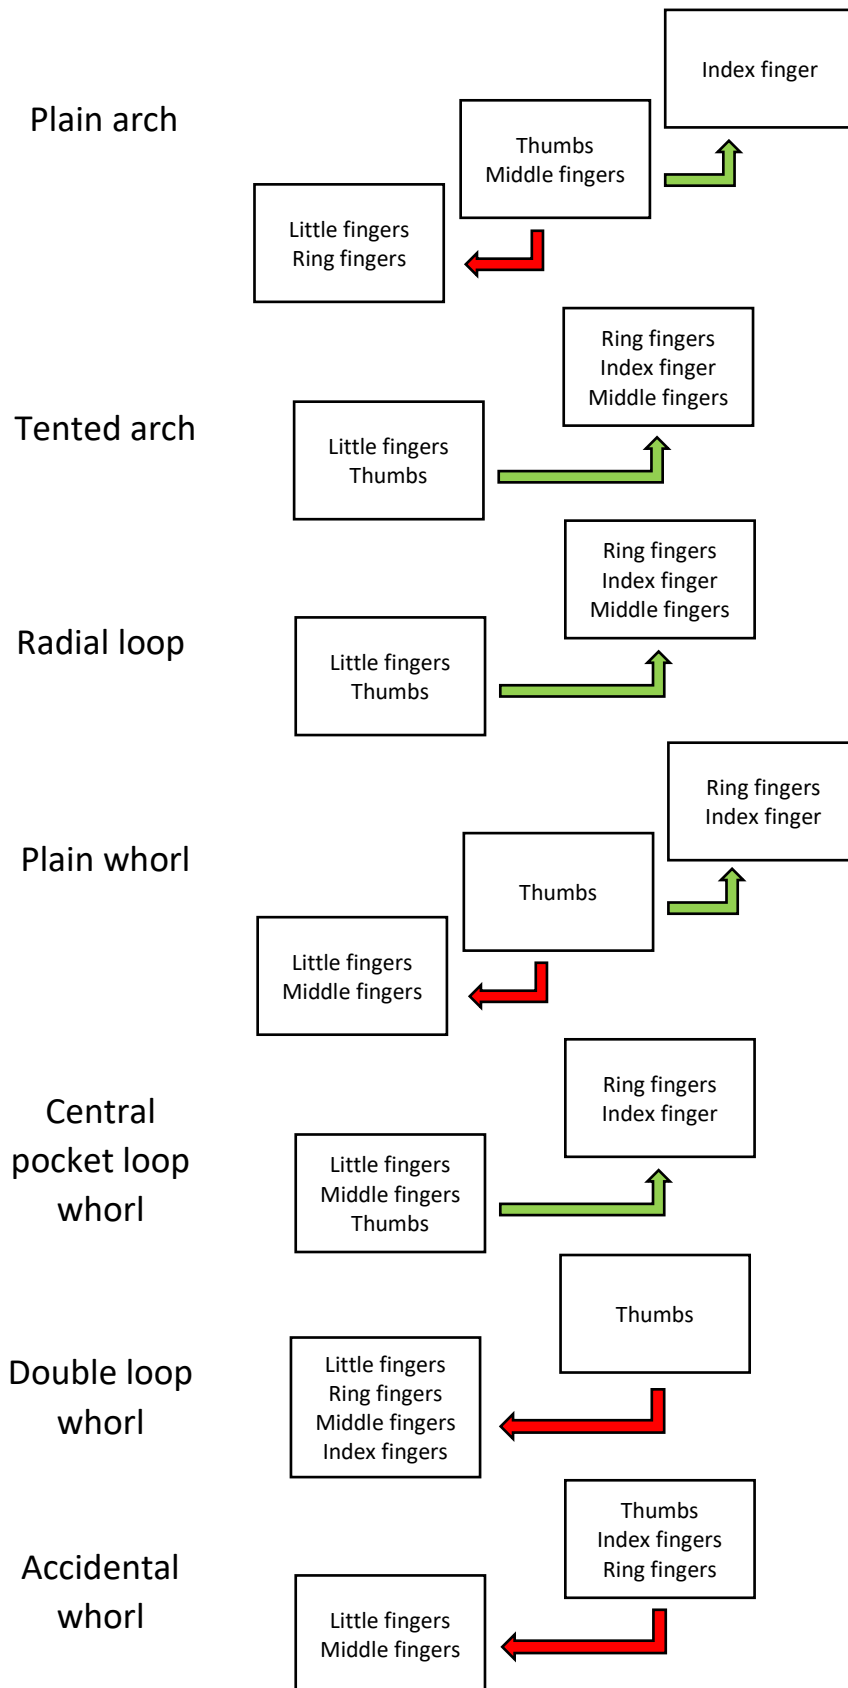 Plain arch
Index finger
Thumbs
Middle fingers
Little fingers
Ring fingers
Tented arch
Ring fingers
Index finger
Middle fingers
Little fingers
Thumbs
Radial loop
Ring fingers
Index finger
Middle fingers
Little fingers
Thumbs
Plain whorl
Ring fingers
Index finger
Thumbs
Little fingers
Middle fingers
Central
pocket loop
whorl
Ring fingers
Index finger
Little fingers
Middle fingers
Thumbs
Double loop
whorl
Thumbs
Little fingers
Ring fingers
Middle fingers
Index fingers
Accidental
whorl
Thumbs
Index fingers
Ring fingers
Little fingers
Middle fingers